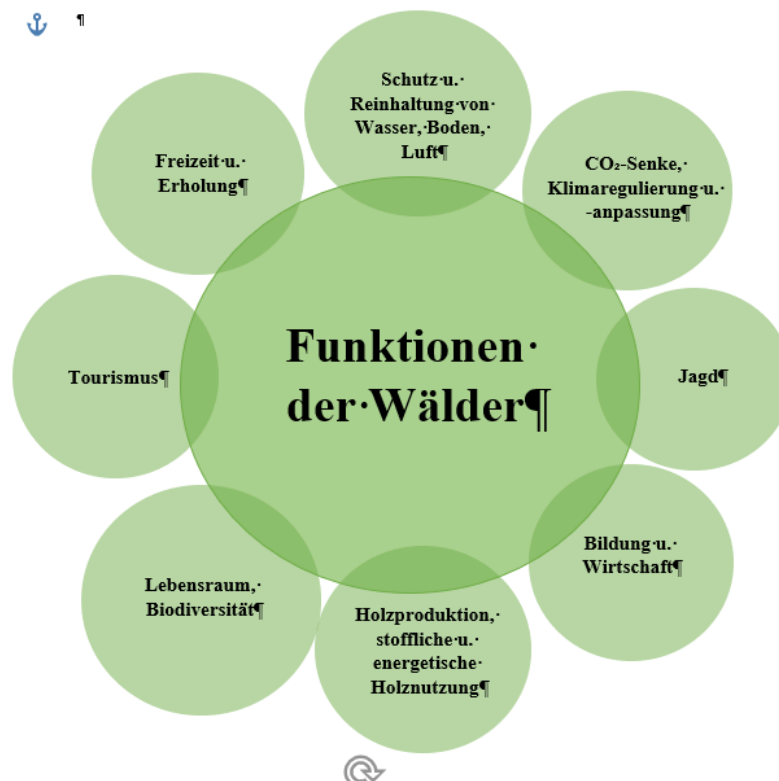 Schutz u.
Reinhaltung von
Wasser, Boden,
Luft¶
CO₂-Senke,
Klimaregulierung u.
-anpassung¶
Jagd¶
Bildung u.
Wirtschaft¶
Holzproduktion,
stoffliche u.
energetische
Holznutzung¶
Lebensraum,
Biodiversität¶
Tourismus¶
Freizeit u.
Erholung¶
Funktionen
der Wälder¶